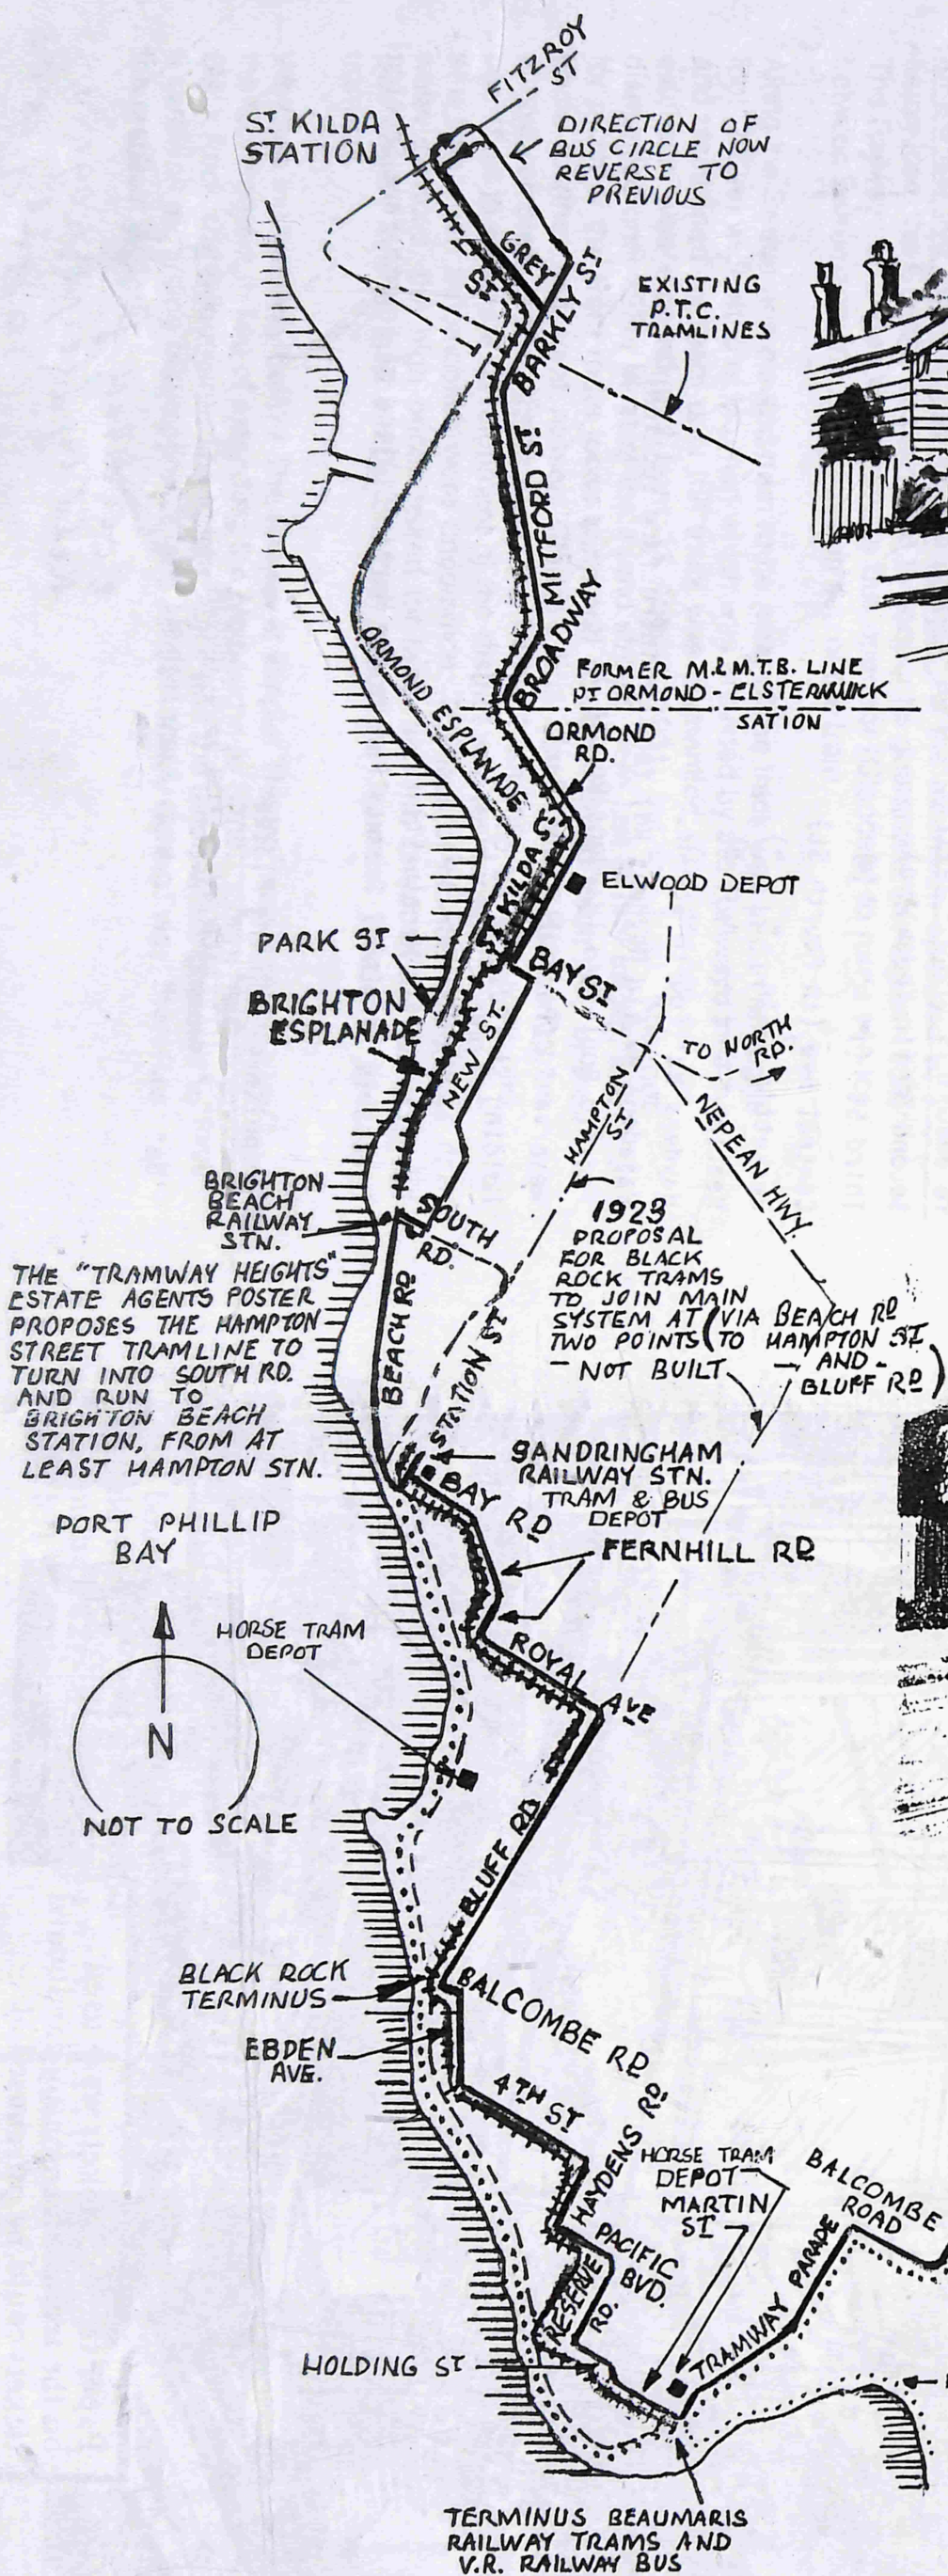 FITZROY
ST
ST KILDA
STATION
DIRECTION OF
BUS CIRCLE NOW
REVERSE TO
PREVIOUS
GREY
ST
BARKLY ST
EXISTING
P.T.C.
TRAMLINES
MITFORD ST
BROADWAY
ORMOND ESPLANADE
FORMER M.&M.T.B. LINE
PT ORMOND - ELSTERNWICK
SATION
ORMOND
RD.
ST KILDA ST
ELWOOD DEPOT
PARK ST
BAY ST
BRIGHTON
ESPLANADE
NEW ST.
TO NORTH
RD.
HAMPTON
ST
NEPEAN HWY.
BRIGHTON
BEACH
RAILWAY
STN.
SOUTH
RD.
1923
PROPOSAL
FOR BLACK
ROCK TRAMS
TO JOIN MAIN
SYSTEM AT
TWO POINTS
- NOT BUILT
(VIA BEACH RD
TO HAMPTON ST
- AND -
BLUFF RD)
THE "TRAMWAY HEIGHTS"
ESTATE AGENTS POSTER
PROPOSES THE HAMPTON
STREET TRAMLINE TO
TURN INTO SOUTH RD.
AND RUN TO
BRIGHTON BEACH
STATION, FROM AT
LEAST HAMPTON STN.
BEACH RD
STATION ST
SANDRINGHAM
RAILWAY STN.
TRAM & BUS
DEPOT
BAY RD
PORT PHILLIP
BAY
FERNHILL RD
HORSE TRAM
DEPOT
ROYAL AVE
N
NOT TO SCALE
BLUFF RD
BLACK ROCK
TERMINUS
BALCOMBE RD
EBDEN
AVE.
4TH ST
HAYDENS RD
HORSE TRAM
DEPOT
MARTIN
ST
BALCOMBE
ROAD
PACIFIC
BVD.
RESERVE
RD.
TRAMWAY PARADE
HOLDING ST
TERMINUS BEAUMARIS
RAILWAY TRAMS AND
V.R. RAILWAY BUS